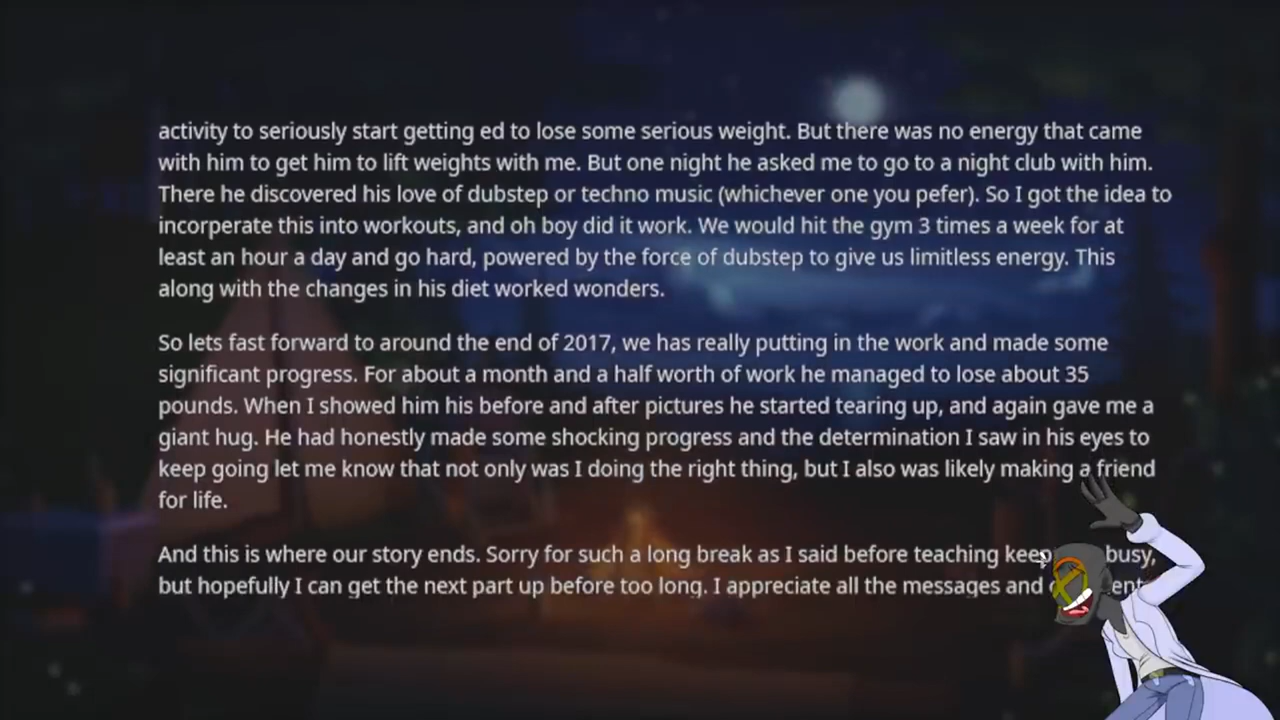 activity to seriously start getting ed to lose some serious weight. But there was no energy that came
with him to get him to lift weights with me. But one night he asked me to go to a night club with him.
There he discovered his love of dubstep or techno music (whichever one you pefer). So I got the idea to
incorperate this into workouts, and oh boy did it work. We would hit the gym 3 times a week for at
least an hour a day and go hard, powered by the force of dubstep to give us limitless energy. This
along with the changes in his diet worked wonders.
So lets fast forward to around the end of 2017, we has really putting in the work and made some
significant progress. For about a month and a half worth of work he managed to lose about 35
pounds. When I showed him his before and after pictures he started tearing up, and again gave me a
giant hug. He had honestly made some shocking progress and the determination I saw in his eyes to
keep going let me know that not only was I doing the right thing, but I also was likely making a friend
for life.
And this is where our story ends. Sorry for such a long break as I said before teaching busy,
but hopefully I can get the next part up before too long. I appreciate all the messages and